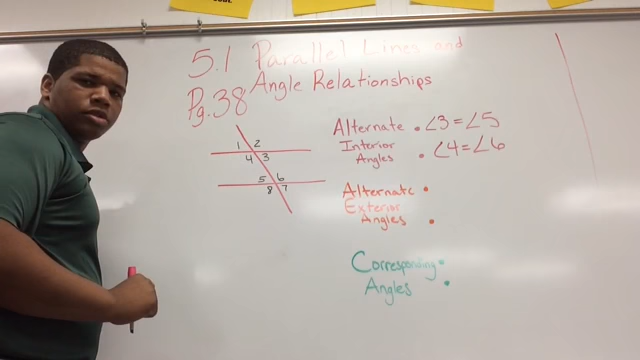 5.1 Parallel Lines and
Pg.38 Angle Relationships
1 2
4 3
5 6
8 7
Alternate • ∠3=∠5
Interior
Angles • ∠4=∠6
Alternate •
Exterior
Angles •
Corresponding •
Angles •